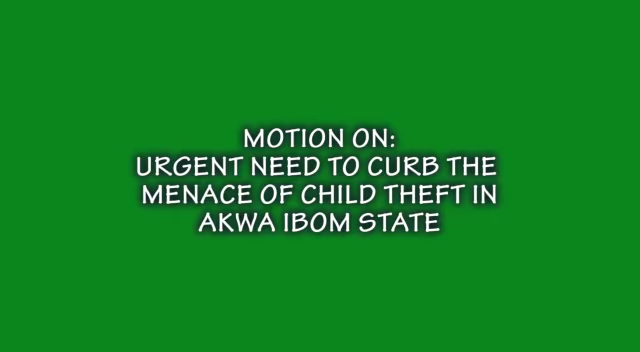 MOTION ON:
URGENT NEED TO CURB THE
MENACE OF CHILD THEFT IN
AKWA IBOM STATE